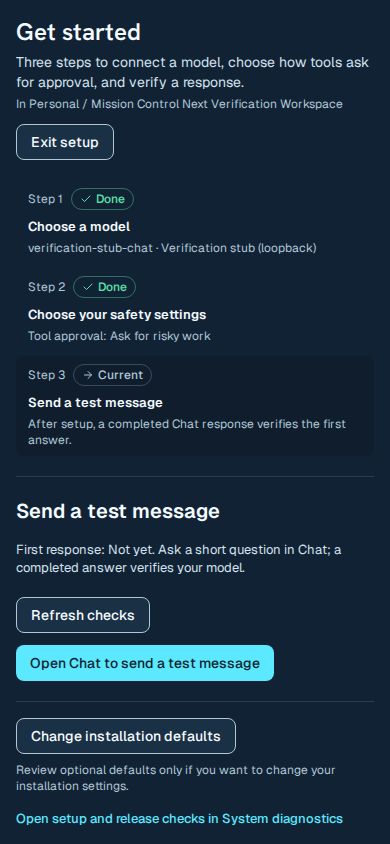 Get started
Three steps to connect a model, choose how tools ask
for approval, and verify a response.
In Personal / Mission Control Next Verification Workspace
Exit setup
Step 1 Done
Choose a model
verification-stub-chat · Verification stub (loopback)
Step 2 Done
Choose your safety settings
Tool approval: Ask for risky work
Step 3 Current
Send a test message
After setup, a completed Chat response verifies the first
answer.
Send a test message
First response: Not yet. Ask a short question in Chat; a
completed answer verifies your model.
Refresh checks
Open Chat to send a test message
Change installation defaults
Review optional defaults only if you want to change your
installation settings.
Open setup and release checks in System diagnostics